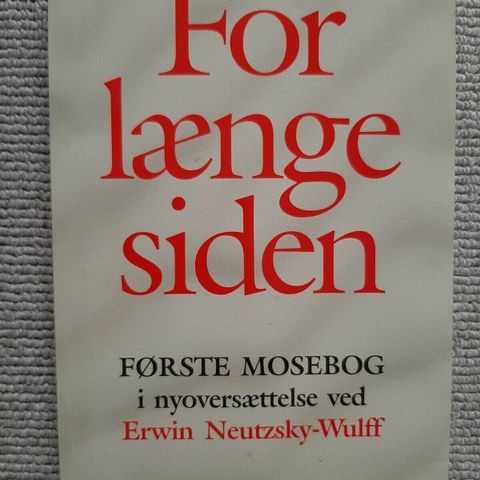 For
længe
siden
FØRSTE MOSEBOG
i nyoversættelse ved
Erwin Neutzsky-Wulff